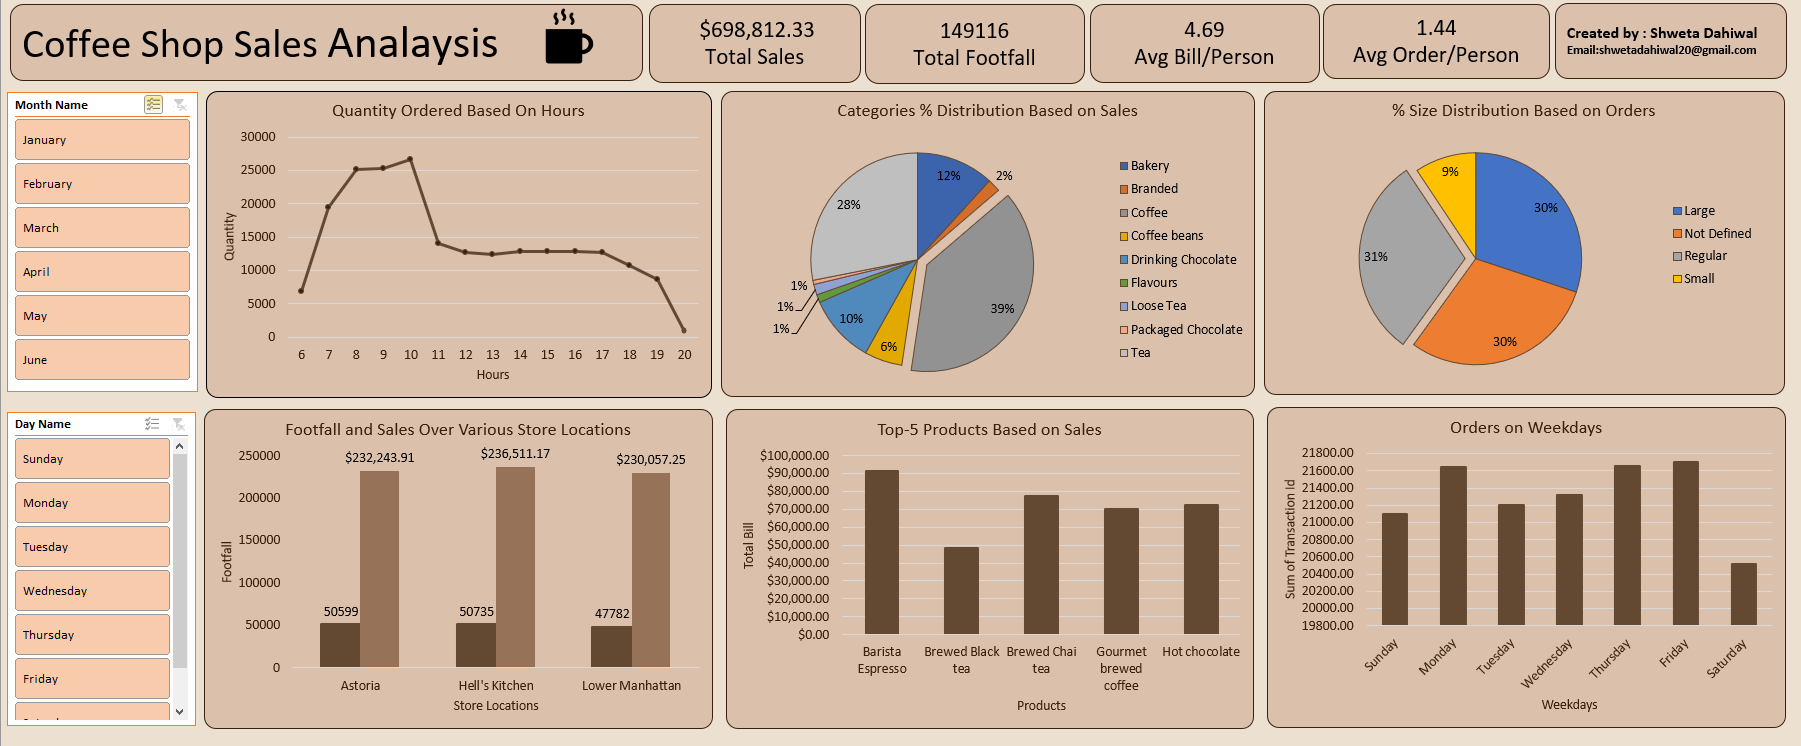 Coffee Shop Sales Analaysis
$698,812.33
Total Sales
149116
Total Footfall
4.69
Avg Bill/Person
1.44
Avg Order/Person
Created by : Shweta Dahiwal
Email:shwetadahiwal20@gmail.com
Month Name
January
February
March
April
May
June
Quantity Ordered Based On Hours
Quantity
30000
25000
20000
15000
10000
5000
0
6 7 8 9 10 11 12 13 14 15 16 17 18 19 20
Hours
Categories % Distribution Based on Sales
12%
2%
39%
6%
10%
1%
1%
1%
28%
Bakery
Branded
Coffee
Coffee beans
Drinking Chocolate
Flavours
Loose Tea
Packaged Chocolate
Tea
% Size Distribution Based on Orders
9%
30%
31%
30%
Large
Not Defined
Regular
Small
Day Name
Sunday
Monday
Tuesday
Wednesday
Thursday
Friday
Footfall and Sales Over Various Store Locations
Footfall
250000
200000
150000
100000
50000
0
$232,243.91
$236,511.17
$230,057.25
50599
50735
47782
Astoria
Hell's Kitchen
Lower Manhattan
Store Locations
Top-5 Products Based on Sales
Total Bill
$100,000.00
$90,000.00
$80,000.00
$70,000.00
$60,000.00
$50,000.00
$40,000.00
$30,000.00
$20,000.00
$10,000.00
$0.00
Barista
Espresso
Brewed Black
tea
Brewed Chai
tea
Gourmet
brewed
coffee
Hot chocolate
Products
Orders on Weekdays
Sum of Transaction Id
21800.00
21600.00
21400.00
21200.00
21000.00
20800.00
20600.00
20400.00
20200.00
20000.00
19800.00
Sunday
Monday
Tuesday
Wednesday
Thursday
Friday
Saturday
Weekdays